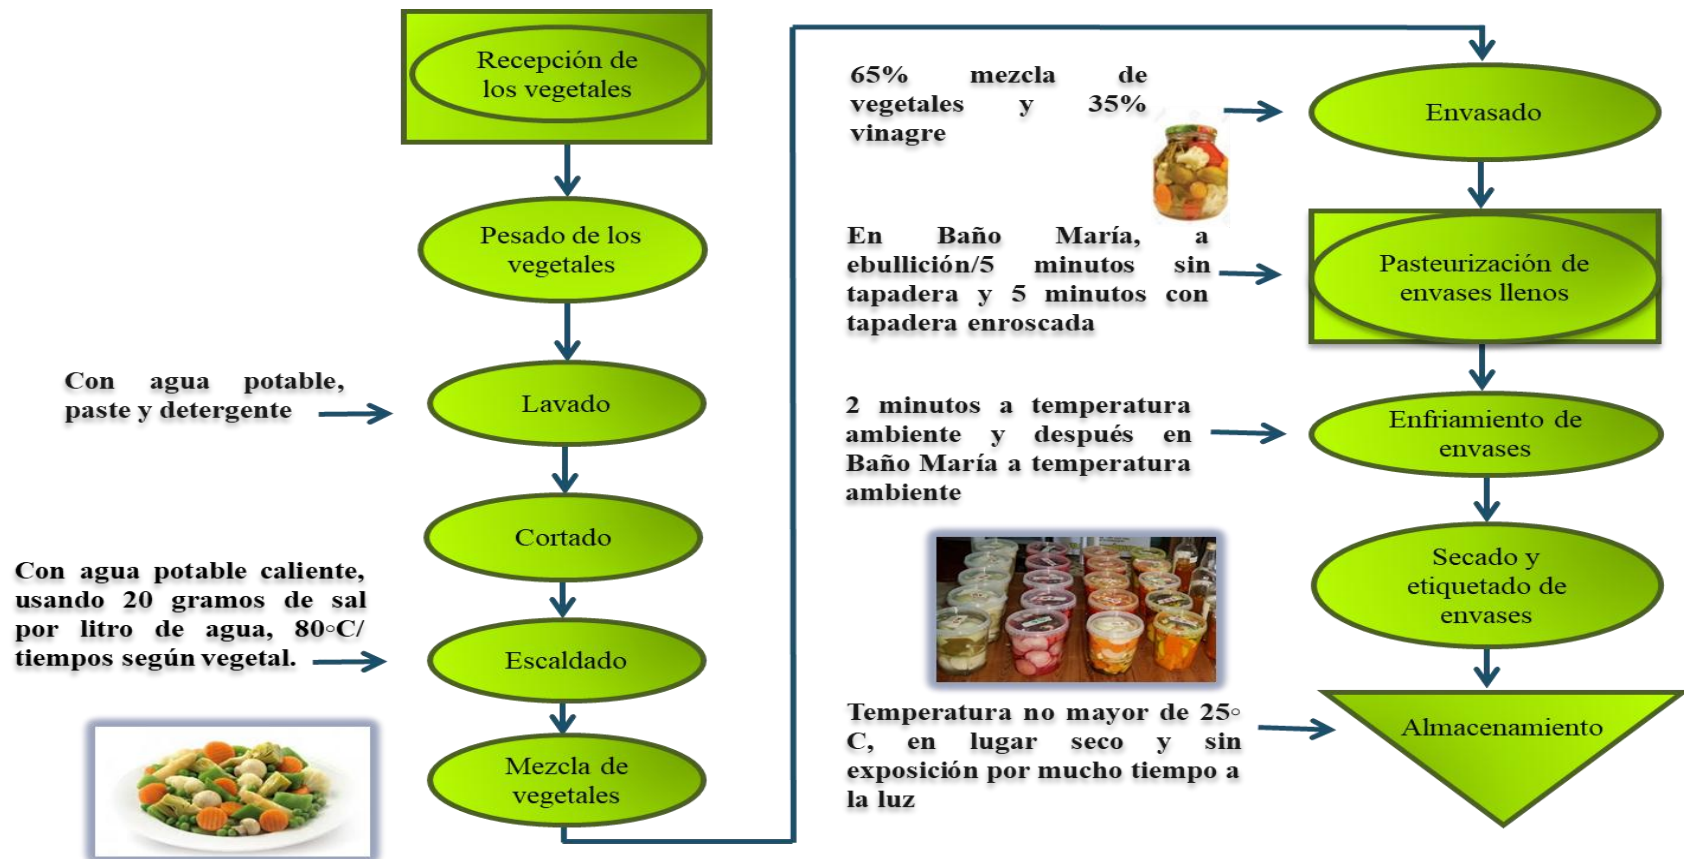 Recepción de
los vegetales
Pesado de los
vegetales
Con agua potable,
paste y detergente
Lavado
Cortado
Con agua potable caliente,
usando 20 gramos de sal
por litro de agua, 80◦C/
tiempos según vegetal.
Escaldado
Mezcla de
vegetales
65% mezcla de
vegetales y 35%
vinagre
Envasado
En Baño María, a
ebullición/5 minutos sin
tapadera y 5 minutos con
tapadera enroscada
Pasteurización de
envases llenos
2 minutos a temperatura
ambiente y después en
Baño María a temperatura
ambiente
Enfriamiento de
envases
Secado y
etiquetado de
envases
Temperatura no mayor de 25◦
C, en lugar seco y sin
exposición por mucho tiempo a
la luz
Almacenamiento